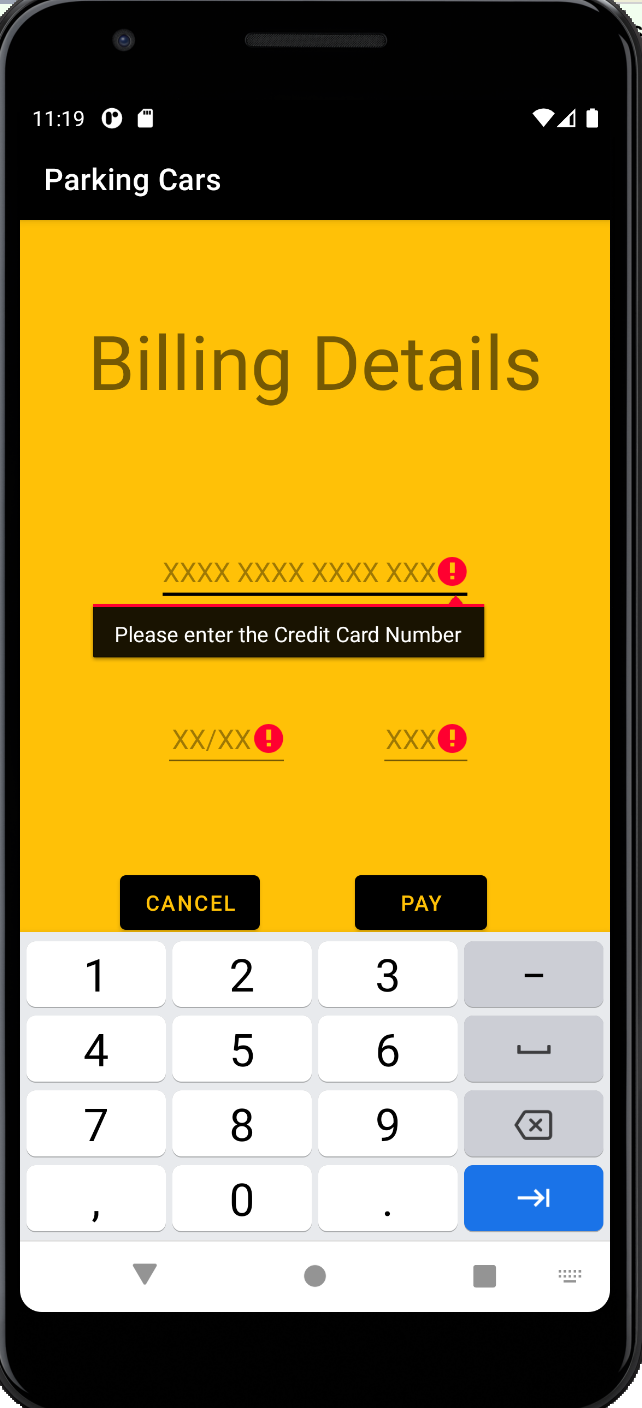 11:19
Parking Cars
Billing Details
XXXX XXXX XXXX XXX
Please enter the Credit Card Number
XX/XX XXX
CANCEL PAY
1 2 3 -
4 5 6
7 8 9
, 0 .